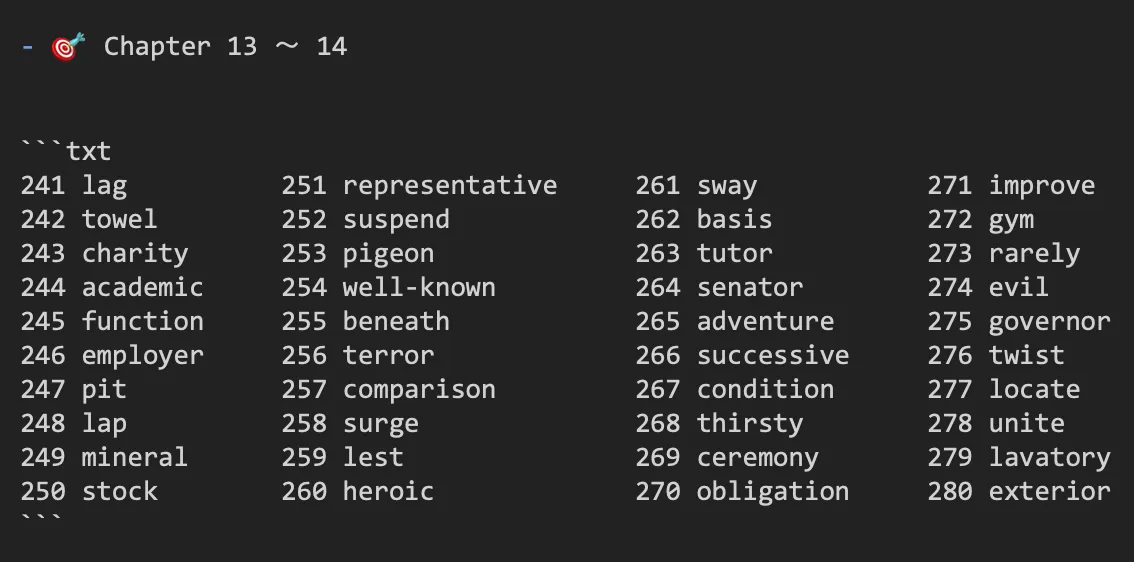 - 🎯 Chapter 13 ～ 14
```txt
241 lag          251 representative     261 sway           271 improve
242 towel        252 suspend            262 basis          272 gym
243 charity      253 pigeon             263 tutor          273 rarely
244 academic     254 well-known         264 senator        274 evil
245 function     255 beneath            265 adventure      275 governor
246 employer     256 terror             266 successive     276 twist
247 pit          257 comparison         267 condition      277 locate
248 lap          258 surge              268 thirsty        278 unite
249 mineral      259 lest               269 ceremony       279 lavatory
250 stock        260 heroic             270 obligation     280 exterior
```